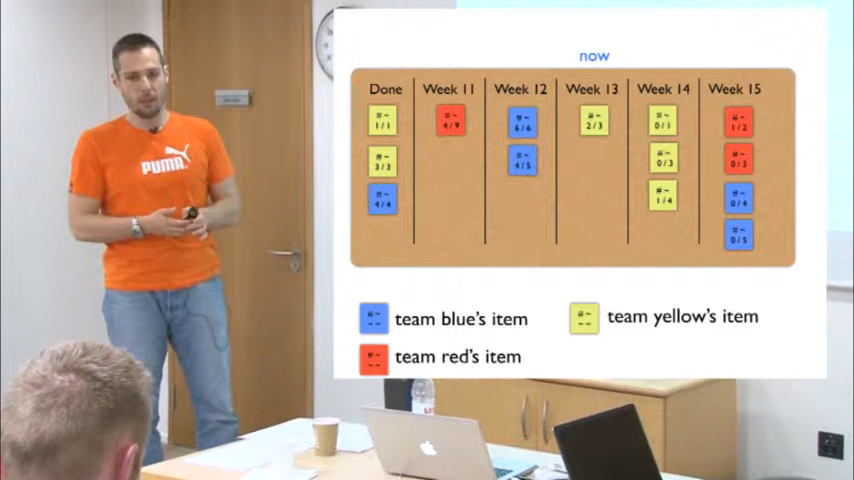 now
Done Week 11 Week 12 Week 13 Week 14 Week 15
#~ #~ #~ #~ #~ #~
1/1 4/9 6/6 2/3 0/1 1/2
#~ #~ #~ #~
3/3 4/5 0/3 0/3
#~ #~ #~
4/4 1/4 0/4
#~
0/5
#~ team blue's item #~ team yellow's item
~~ ~~
#~ team red's item
~~
PUMA